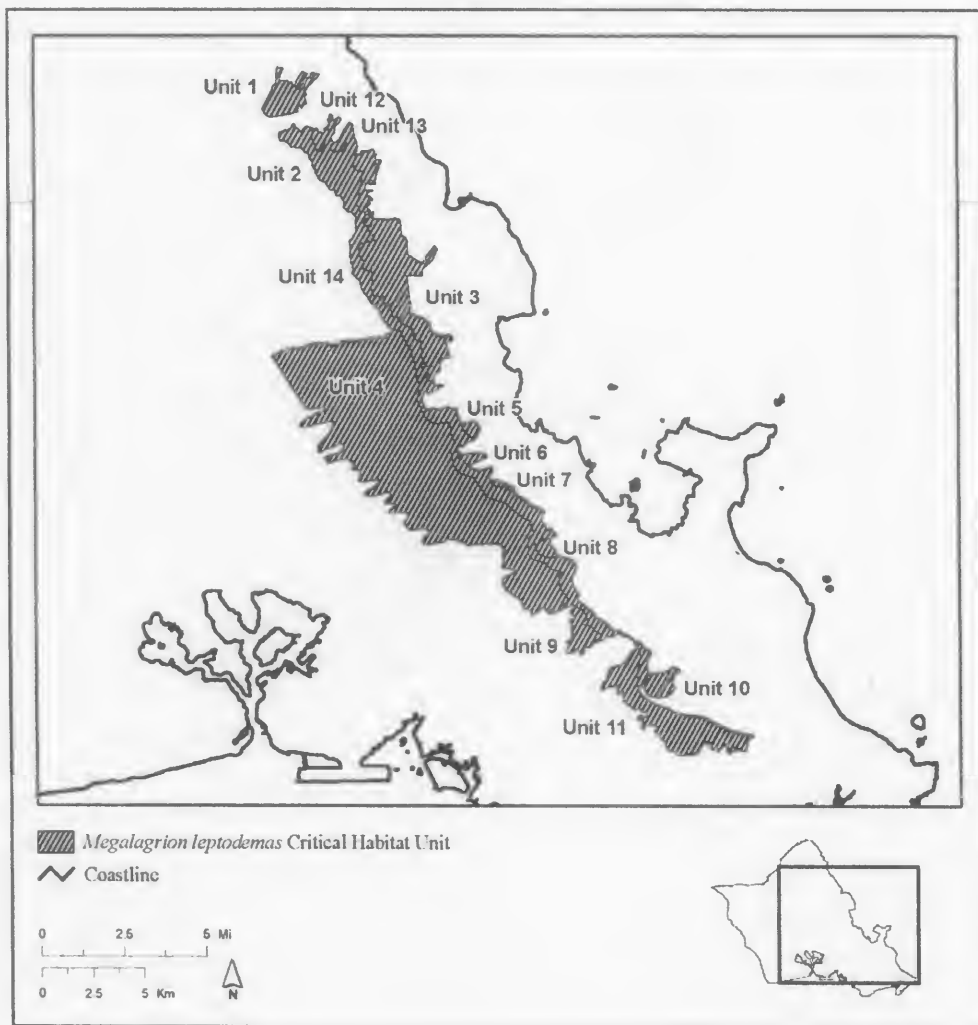 Unit 1
Unit 12
Unit 13
Unit 2
Unit 14
Unit 3
Unit 4
Unit 5
Unit 6
Unit 7
Unit 8
Unit 9
Unit 10
Unit 11
Megalagrion leptodemas Critical Habitat Unit
Coastline
0 2.5 5 Mi
0 2.5 5 Km
N